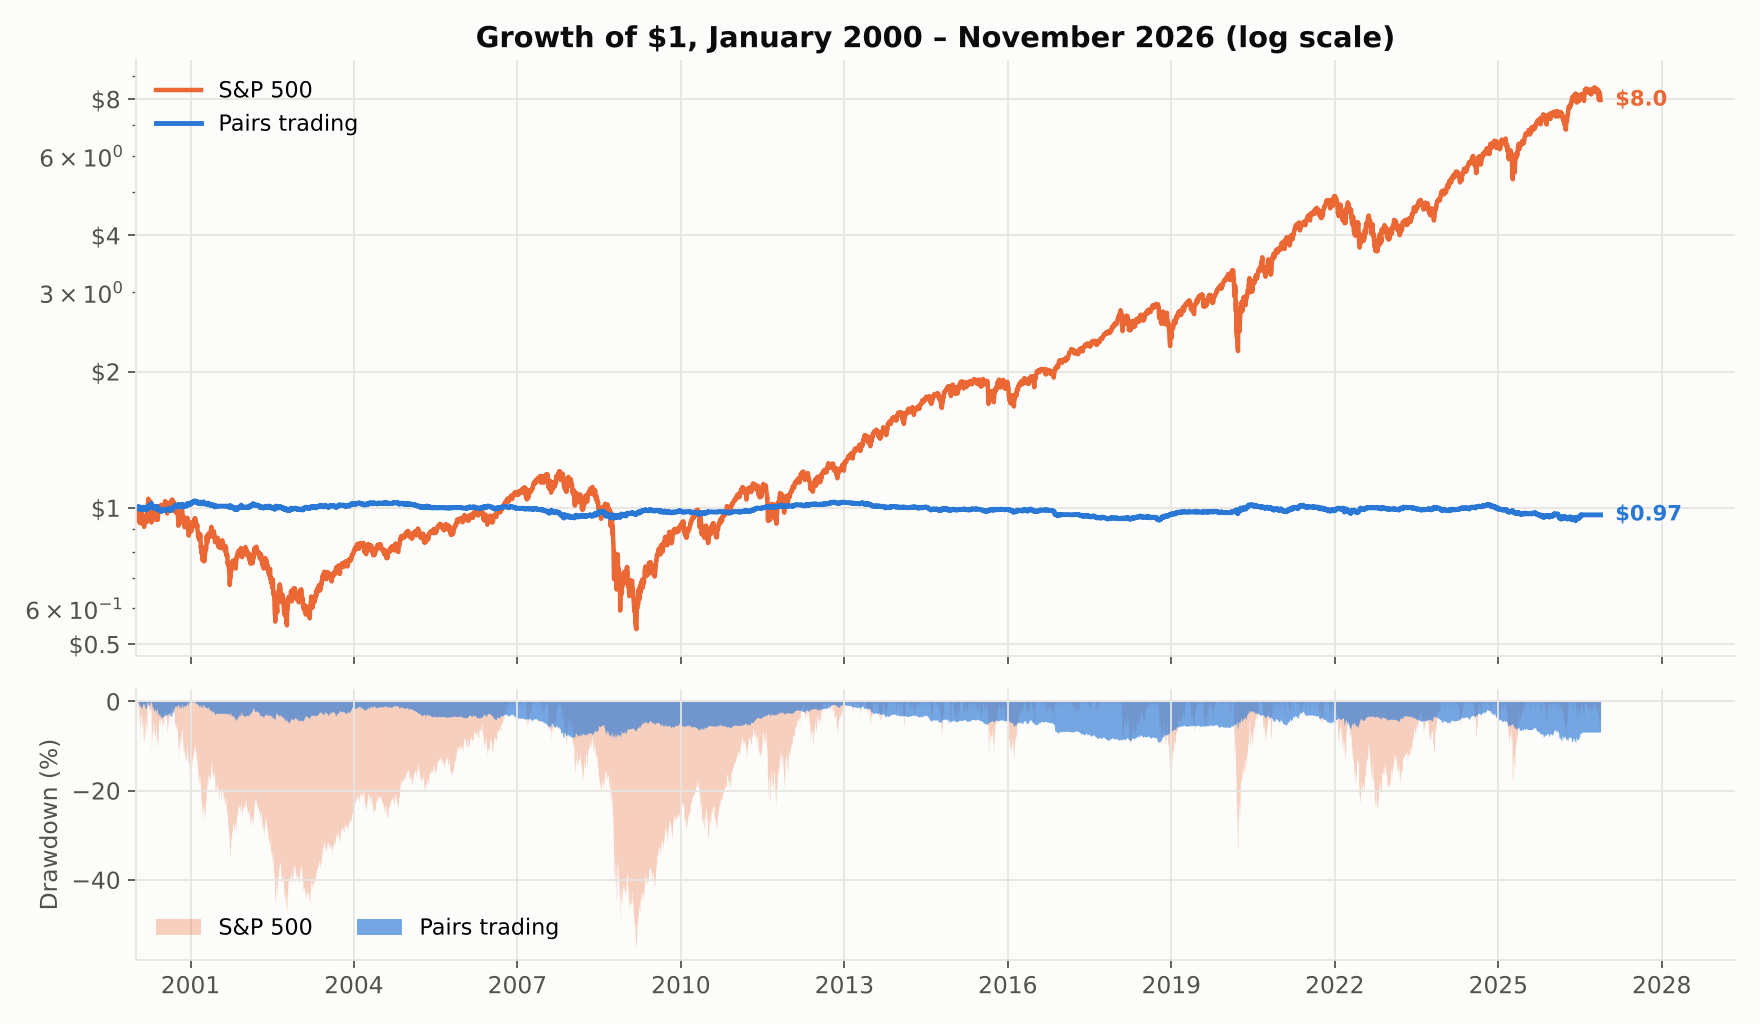 Growth of $1, January 2000 – November 2026 (log scale)
S&P 500
Pairs trading
$8
6 × 10⁰
$4
3 × 10⁰
$2
$1
6 × 10⁻¹
$0.5
$8.0
$0.97
Drawdown (%)
0
−20
−40
S&P 500 Pairs trading
2001 2004 2007 2010 2013 2016 2019 2022 2025 2028